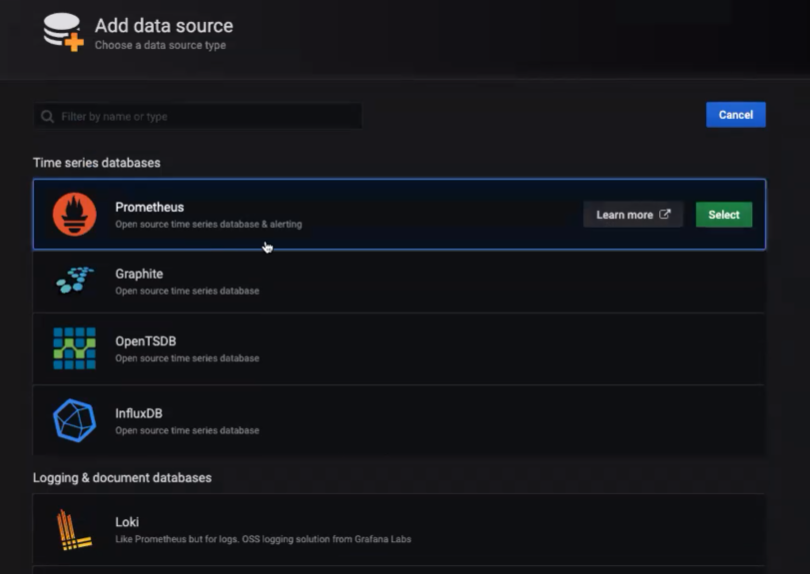 Add data source
Choose a data source type
Filter by name or type
Cancel
Time series databases
Prometheus
Open source time series database & alerting
Learn more
Select
Graphite
Open source time series database
OpenTSDB
Open source time series database
InfluxDB
Open source time series database
Logging & document databases
Loki
Like Prometheus but for logs. OSS logging solution from Grafana Labs